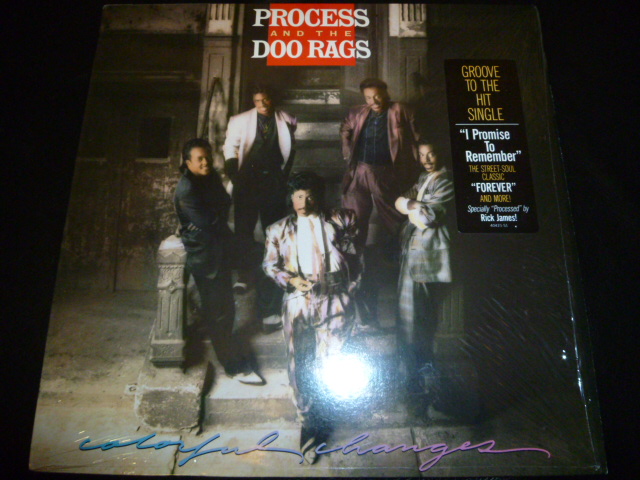 PROCESS
AND THE
DOO RAGS
GROOVE
TO THE
HIT
SINGLE
"I Promise
To
Remember"
THE STREET-SOUL
CLASSIC
"FOREVER"
AND MORE!
Specially "Processed" by
Rick James!
colorful changes